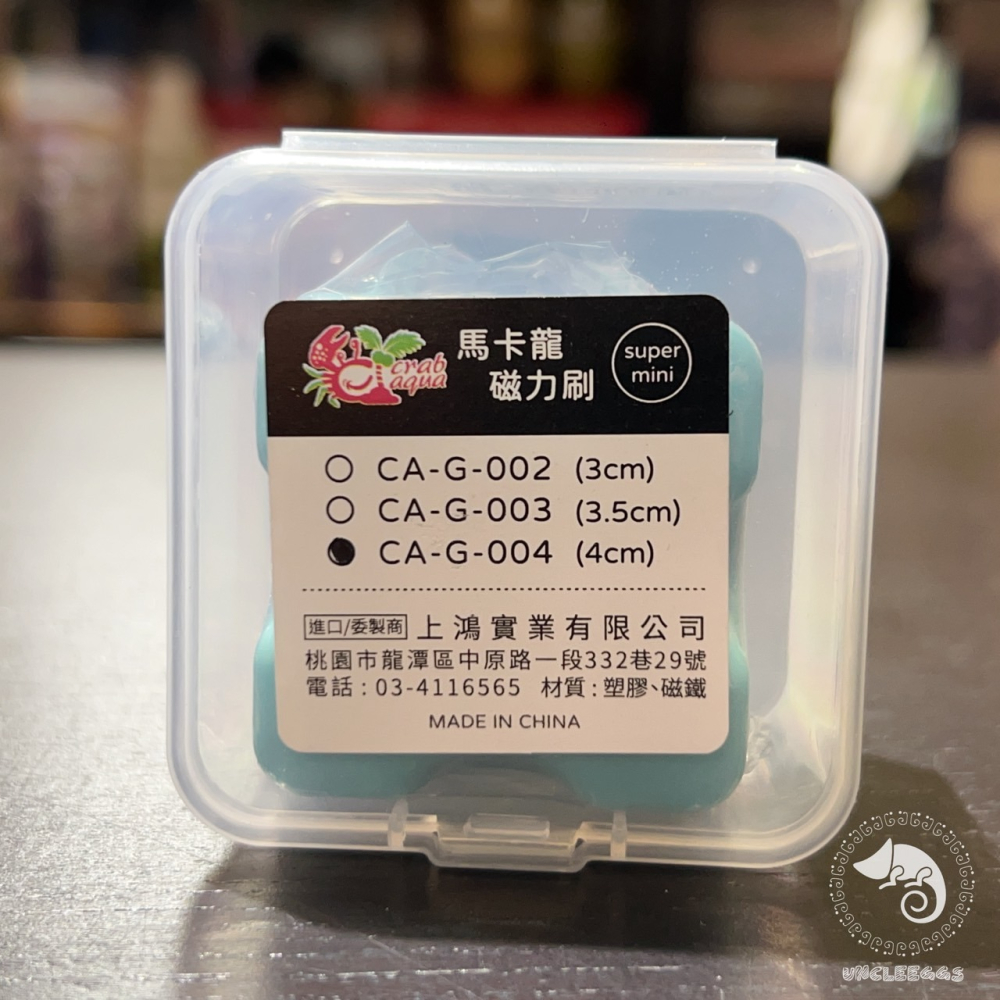 crab
aqua
馬卡龍
磁力刷
super
mini
CA-G-002 (3cm)
CA-G-003 (3.5cm)
CA-G-004 (4cm)
進口/委製商 上鴻實業有限公司
桃園市龍潭區中原路一段332巷29號
電話:03-4116565 材質:塑膠、磁鐵
MADE IN CHINA
UNCLEEGGS